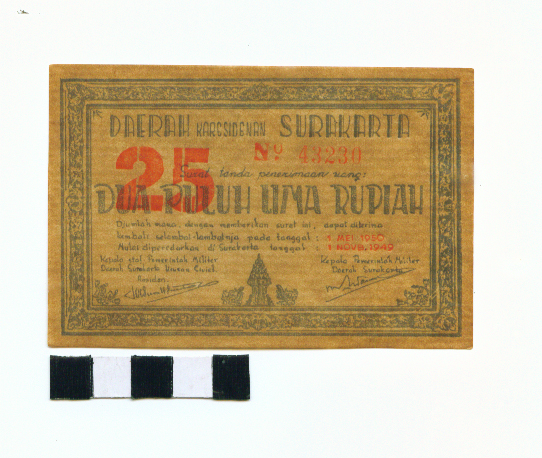 DAERAH KARESIDENAN SURAKARTA
25
Nº 43230
Surat tanda penerimaan uang:
DUA PULUH LIMA RUPIAH
Djumlah mana, dengan memberikan surat ini, dapat diterima
kembali selambat-lambatnja pada tanggal : 1 MEI 1950
Mulai diperedarkan di Surakarta tanggal : 1 NOVB, 1949
Kepala staf Pemerintah Militer
Daerah Surakarta Urusan Civiel
Residen
Kepala Pemerintah Militer
Daerah Surakarta